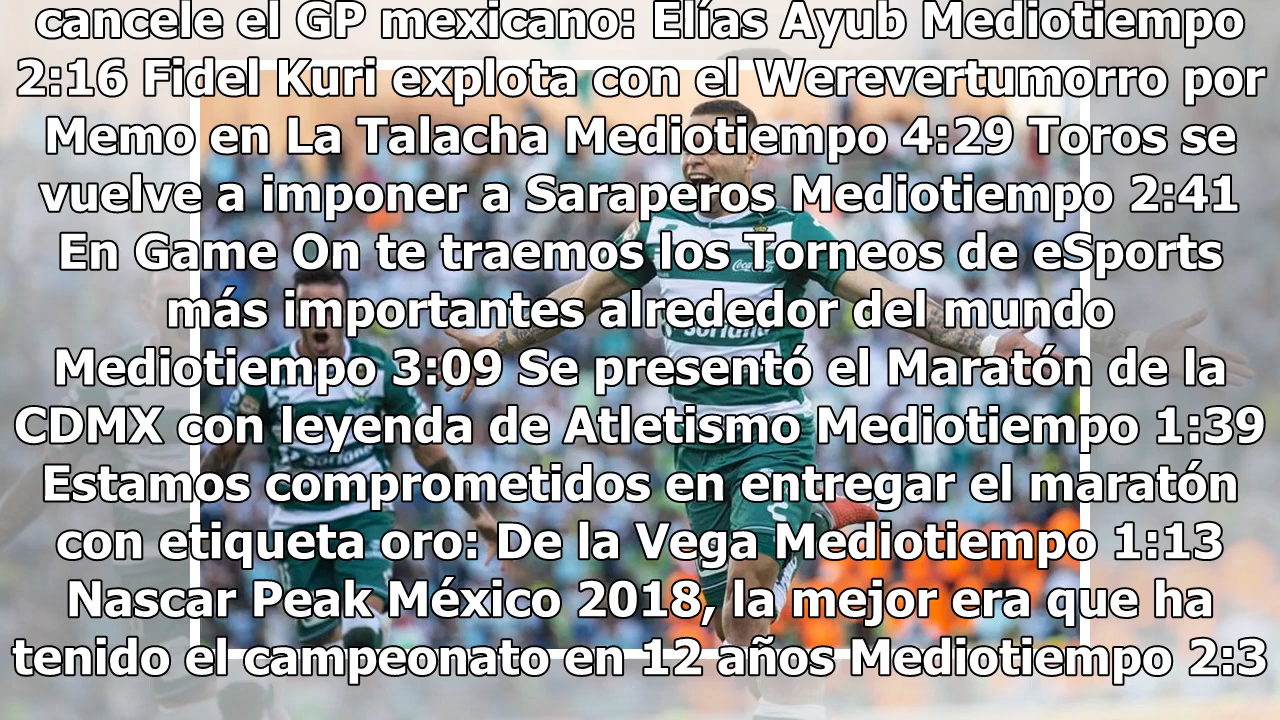 cancele el GP mexicano: Elías Ayub Mediotiempo
2:16 Fidel Kuri explota con el Werevertumorro por
Memo en La Talacha Mediotiempo 4:29 Toros se
vuelve a imponer a Saraperos Mediotiempo 2:41
En Game On te traemos los Torneos de eSports
más importantes alrededor del mundo
Mediotiempo 3:09 Se presentó el Maratón de la
CDMX con leyenda de Atletismo Mediotiempo 1:39
Estamos comprometidos en entregar el maratón
con etiqueta oro: De la Vega Mediotiempo 1:13
Nascar Peak México 2018, la mejor era que ha
tenido el campeonato en 12 años Mediotiempo 2:3
Coca-Cola
soriana